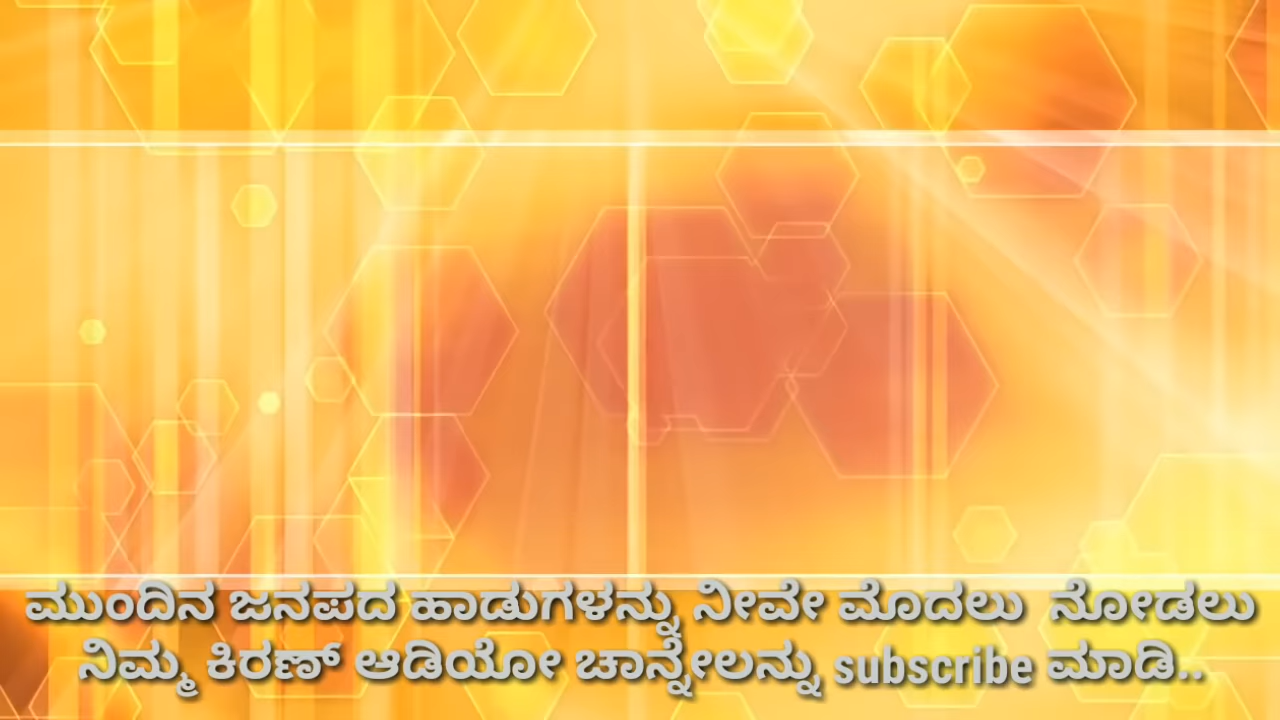 ಮುಂದಿನ ಜನಪದ ಹಾಡುಗಳನ್ನು ನೀವೇ ಮೊದಲು ನೋಡಲು
ನಿಮ್ಮ ಕಿರಣ್ ಆಡಿಯೋ ಚಾನ್ನೇಲನ್ನು subscribe ಮಾಡಿ..